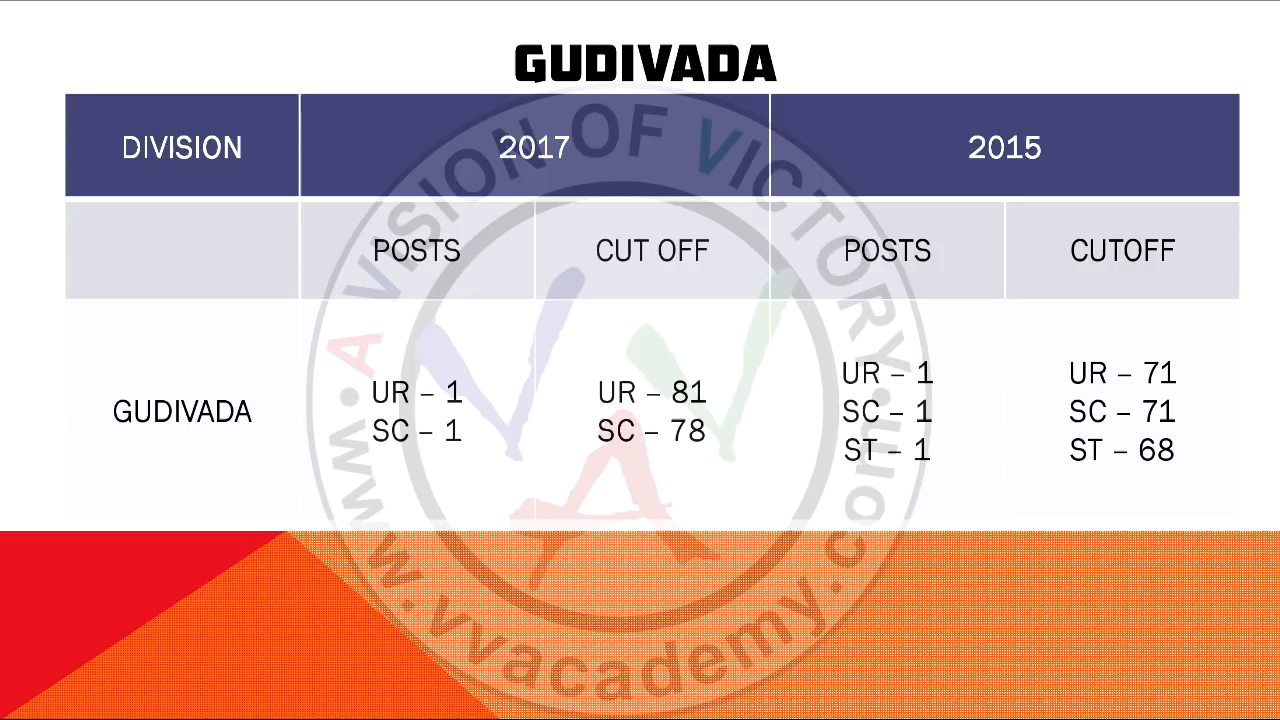 GUDIVADA
DIVISION 2017 2015
POSTS CUT OFF POSTS CUTOFF
GUDIVADA
UR – 1
SC – 1
UR – 81
SC – 78
UR – 1
SC – 1
ST – 1
UR – 71
SC – 71
ST – 68
A VISION OF VICTORY
www.vvacademy.com
VVA